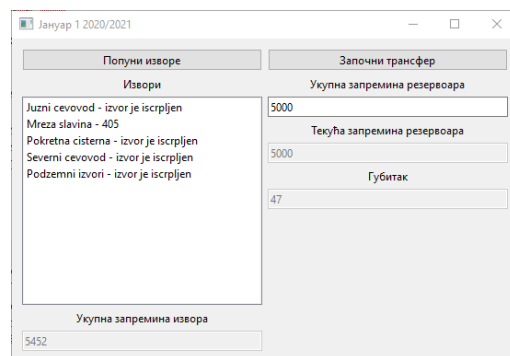 Јануар 1 2020/2021
Попуни изворе
Започни трансфер
Извори
Juzni cevovod - izvor je iscrpljen
Mreza slavina - 405
Pokretna cisterna - izvor je iscrpljen
Severni cevovod - izvor je iscrpljen
Podzemni izvori - izvor je iscrpljen
Укупна запремина извора
5452
Укупна запремина резервоара
5000
Текућа запремина резервоара
5000
Губитак
47